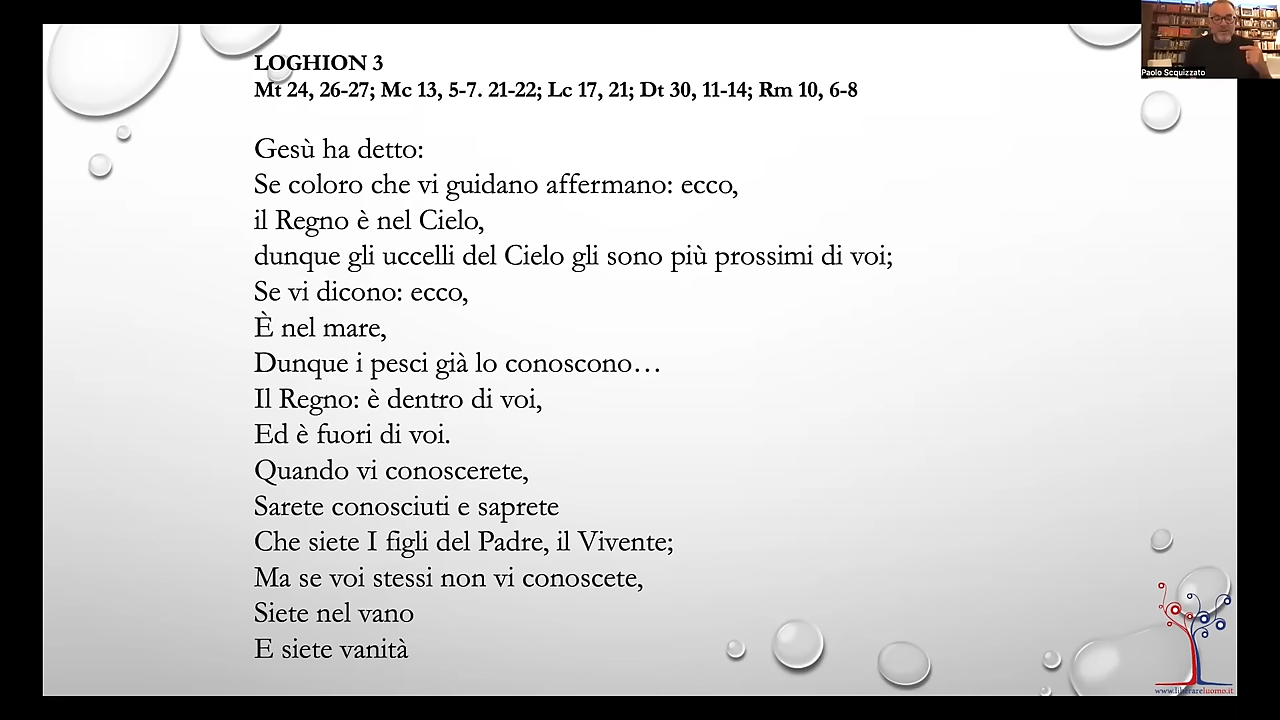 LOGHION 3
Mt 24, 26-27; Mc 13, 5-7. 21-22; Lc 17, 21; Dt 30, 11-14; Rm 10, 6-8
Gesù ha detto:
Se coloro che vi guidano affermano: ecco,
il Regno è nel Cielo,
dunque gli uccelli del Cielo gli sono più prossimi di voi;
Se vi dicono: ecco,
È nel mare,
Dunque i pesci già lo conoscono…
Il Regno: è dentro di voi,
Ed è fuori di voi.
Quando vi conoscerete,
Sarete conosciuti e saprete
Che siete I figli del Padre, il Vivente;
Ma se voi stessi non vi conoscete,
Siete nel vano
E siete vanità
Paolo Scquizzato
www.liberareluomo.it